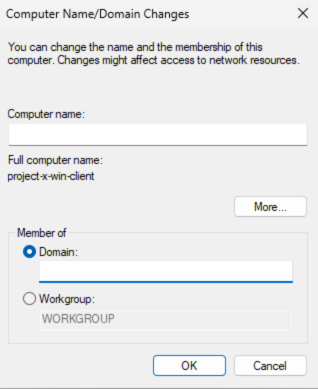 Computer Name/Domain Changes
You can change the name and the membership of this
computer. Changes might affect access to network resources.
Computer name:
Full computer name:
project-x-win-client
More...
Member of
Domain:
Workgroup:
WORKGROUP
OK
Cancel